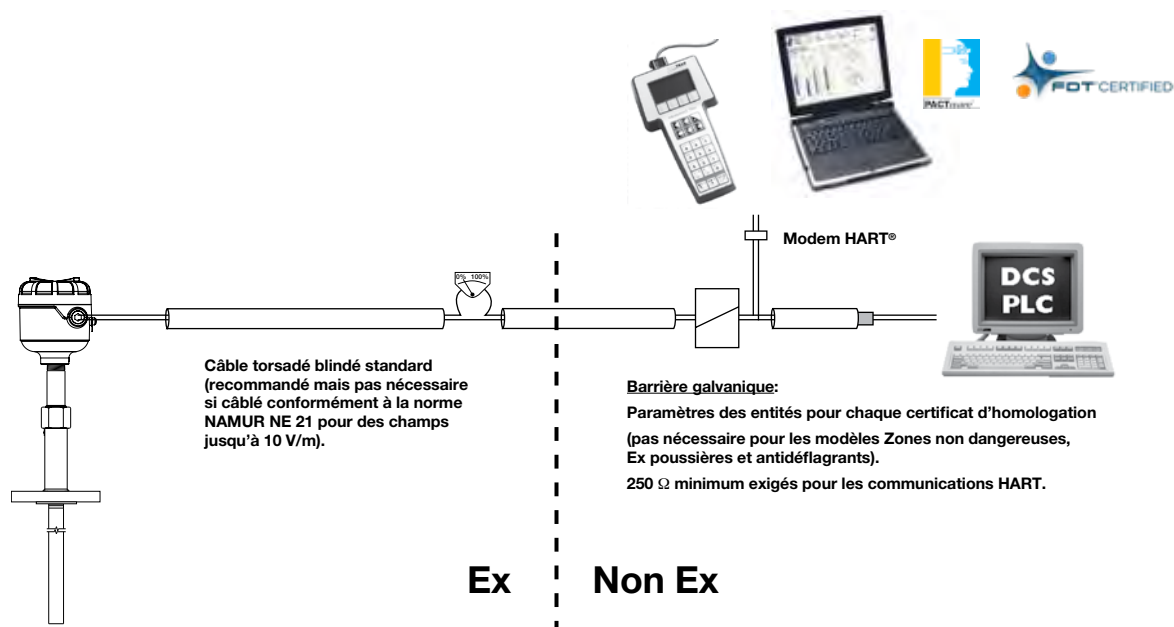 PACTware
FDT CERTIFIED
Modem HART®
0% 100%
DCS
PLC
Câble torsadé blindé standard
(recommandé mais pas nécessaire
si câblé conformément à la norme
NAMUR NE 21 pour des champs
jusqu'à 10 V/m).
Barrière galvanique:
Paramètres des entités pour chaque certificat d'homologation
(pas nécessaire pour les modèles Zones non dangereuses,
Ex poussières et antidéflagrants).
250 Ω minimum exigés pour les communications HART.
Ex
Non Ex